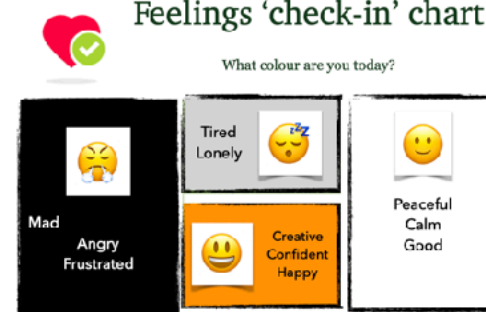 Feelings ‘check-in’ chart
What colour are you today?
Mad
Angry
Frustrated
Tired
Lonely
zzZ
Creative
Confident
Happy
Peaceful
Calm
Good